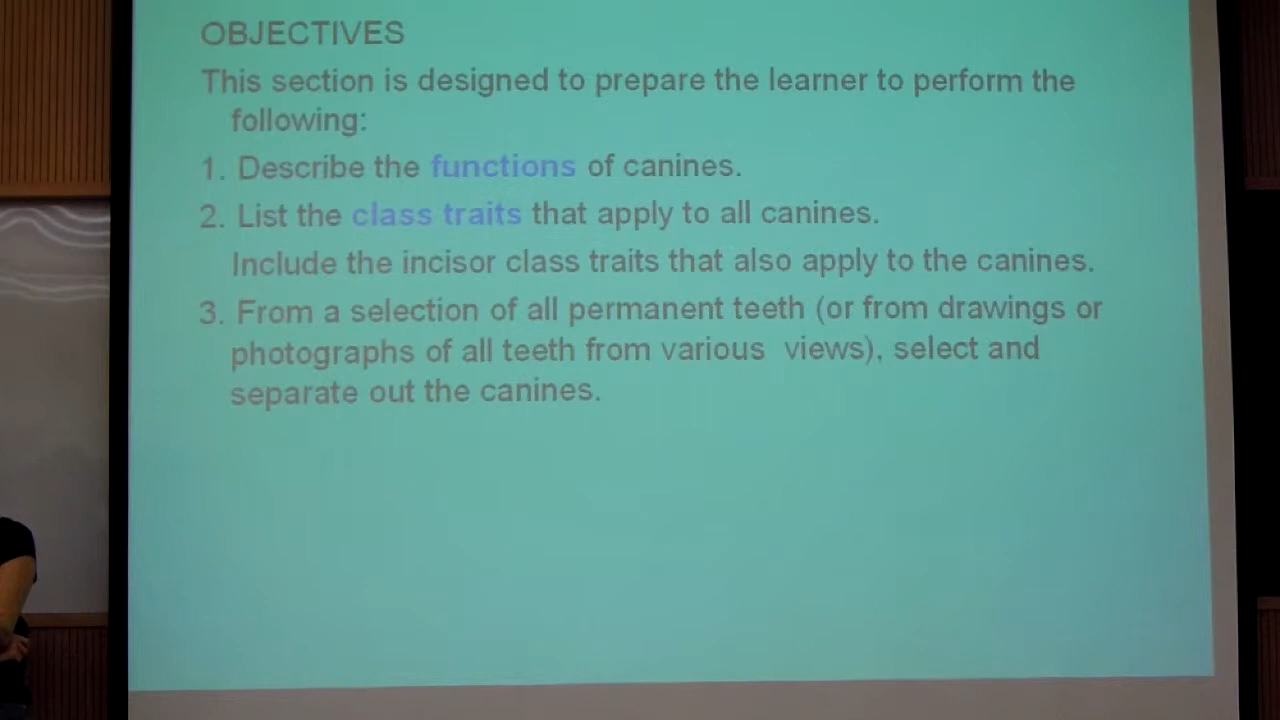 OBJECTIVES
This section is designed to prepare the learner to perform the
following:
1. Describe the functions of canines.
2. List the class traits that apply to all canines.
Include the incisor class traits that also apply to the canines.
3. From a selection of all permanent teeth (or from drawings or
photographs of all teeth from various views), select and
separate out the canines.